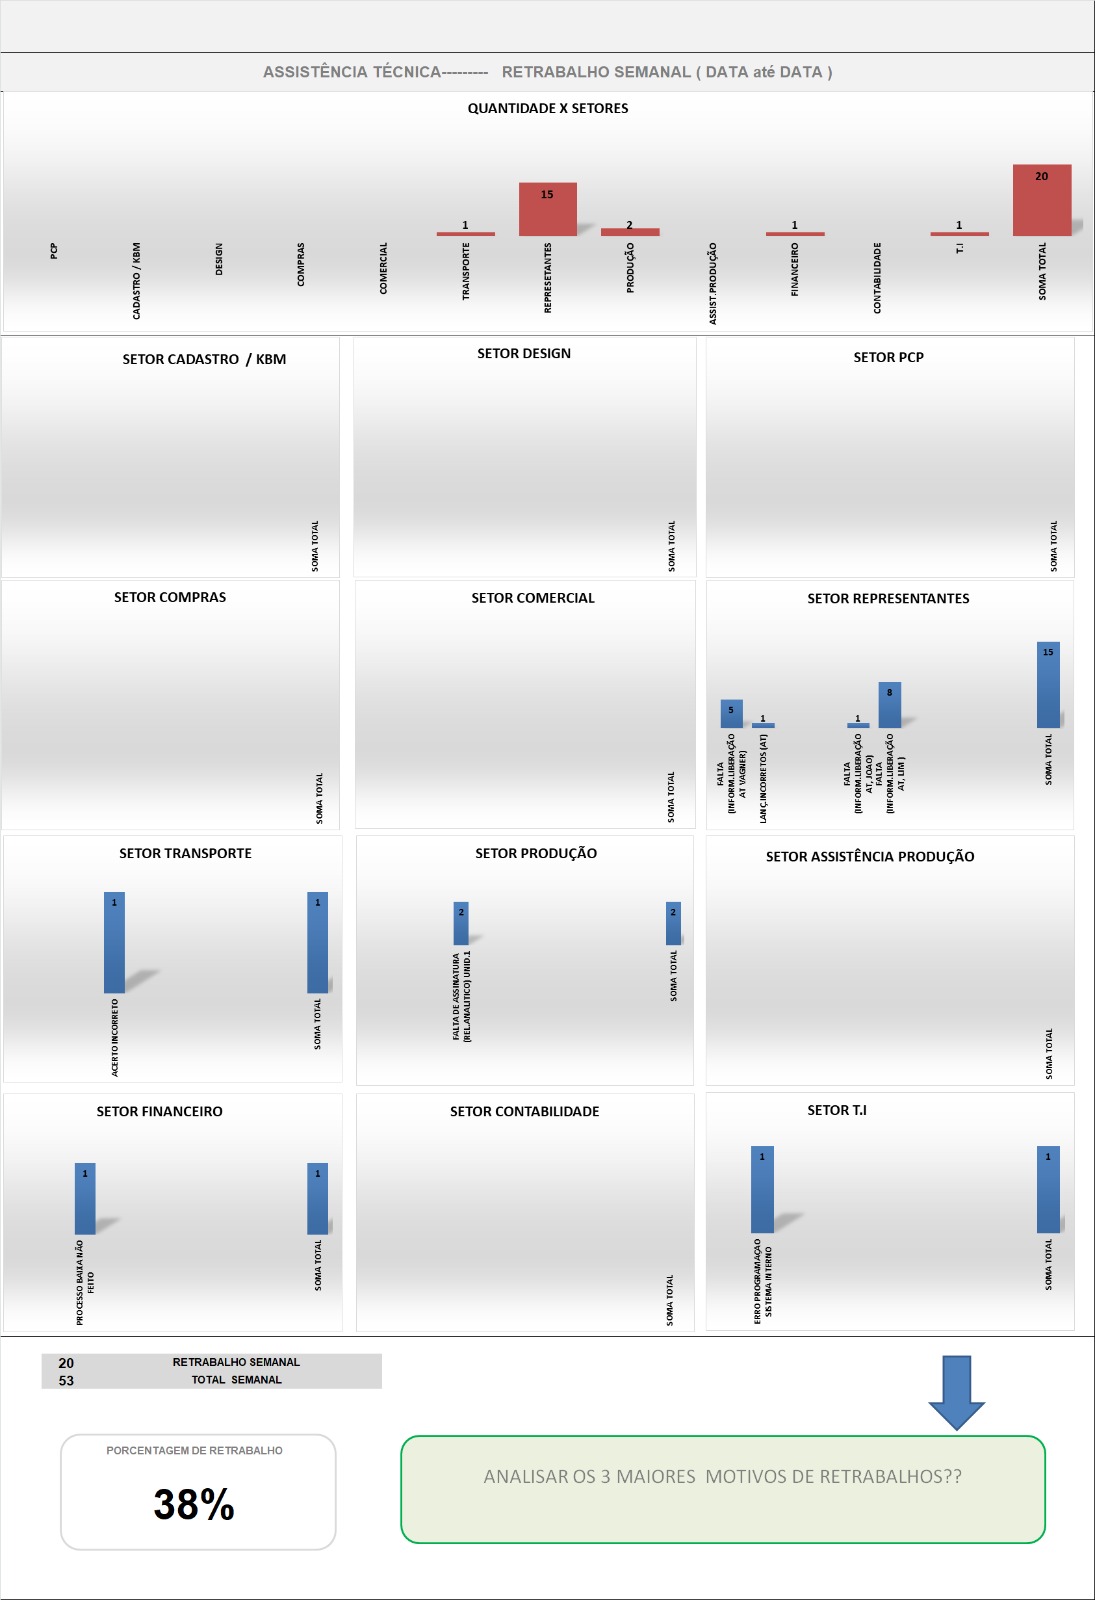 ASSISTÊNCIA TÉCNICA--------- RETRABALHO SEMANAL ( DATA até DATA )
QUANTIDADE X SETORES
1
15
2
1
1
20
PCP
CADASTRO / KBM
DESIGN
COMPRAS
COMERCIAL
TRANSPORTE
REPRESETANTES
PRODUÇÃO
ASSIST.PRODUÇÃO
FINANCEIRO
CONTABILIDADE
T.I
SOMA TOTAL
SETOR CADASTRO / KBM
SOMA TOTAL
SETOR DESIGN
SOMA TOTAL
SETOR PCP
SOMA TOTAL
SETOR COMPRAS
SOMA TOTAL
SETOR COMERCIAL
SOMA TOTAL
SETOR REPRESENTANTES
5
1
1
8
15
FALTA
(INFORM.LIBERAÇÃO
AT VAGNER)
LANÇ.INCORRETOS (AT)
FALTA
(INFORM.LIBERAÇÃO
AT, JOAO)
FALTA
(INFORM.LIBERAÇÃO
AT, LIM )
SOMA TOTAL
SETOR TRANSPORTE
1
1
ACERTO INCORRETO
SOMA TOTAL
SETOR PRODUÇÃO
2
2
FALTA DE ASSINATURA
(REL.ANALITICO) UNID.1
SOMA TOTAL
SETOR ASSISTÊNCIA PRODUÇÃO
SOMA TOTAL
SETOR FINANCEIRO
1
1
PROCESSO BAIXA NÃO
FEITO
SOMA TOTAL
SETOR CONTABILIDADE
SOMA TOTAL
SETOR T.I
1
1
ERRO PROGRAMAÇAO
SISTEMA INTERNO
SOMA TOTAL
20 RETRABALHO SEMANAL
53 TOTAL SEMANAL
PORCENTAGEM DE RETRABALHO
38%
ANALISAR OS 3 MAIORES MOTIVOS DE RETRABALHOS??